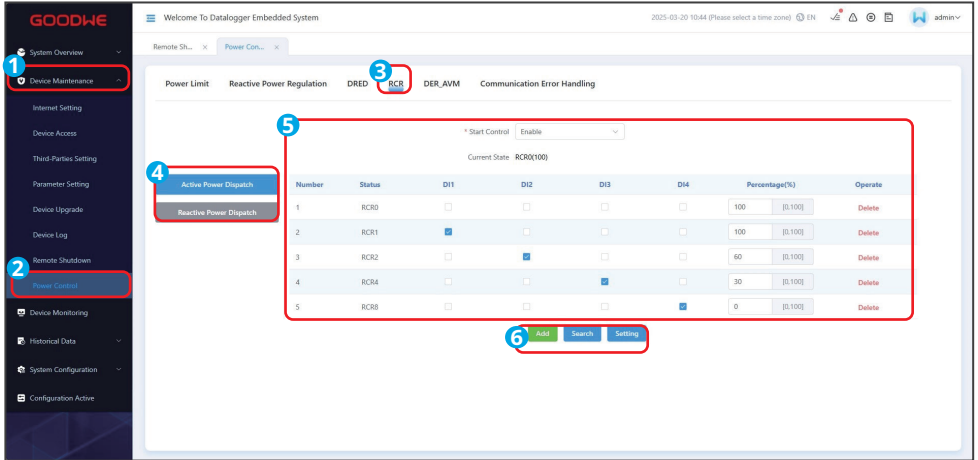 GOODWE
Welcome To Datalogger Embedded System
2025-03-20 10:44 (Please select a time zone) EN
admin
System Overview
Remote Sh... ×
Power Con... ×
1
Device Maintenance
Internet Setting
Device Access
Third-Parties Setting
Parameter Setting
Device Upgrade
Device Log
Remote Shutdown
2
Power Control
Device Monitoring
Historical Data
System Configuration
Configuration Active
3
Power Limit Reactive Power Regulation DRED RCR DER_AVM Communication Error Handling
4
Active Power Dispatch
Reactive Power Dispatch
5
* Start Control Enable
Current State RCR0(100)
Number Status DI1 DI2 DI3 DI4 Percentage(%) Operate
1 RCR0 100 [0,100] Delete
2 RCR1 100 [0,100] Delete
3 RCR2 60 [0,100] Delete
4 RCR4 30 [0,100] Delete
5 RCR8 0 [0,100] Delete
6
Add Search Setting